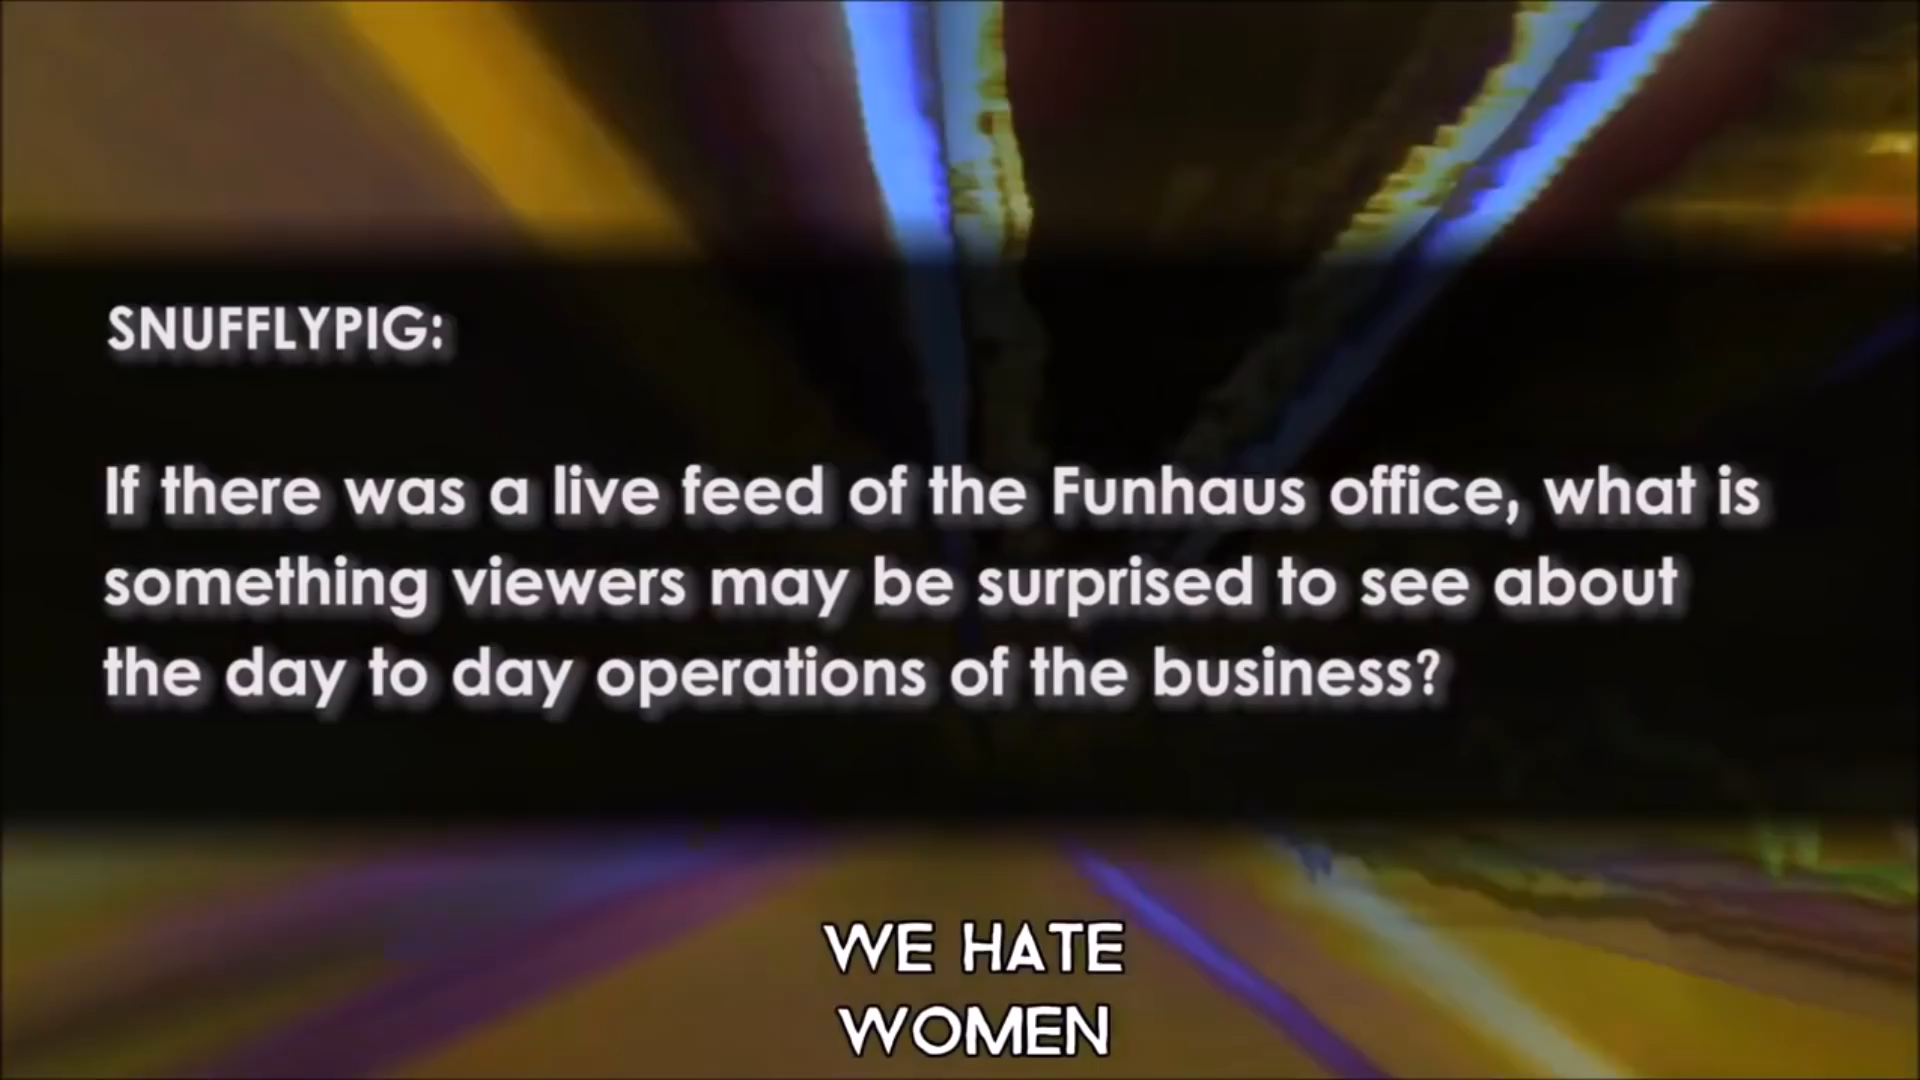 SNUFFLYPIG:
If there was a live feed of the Funhaus office, what is
something viewers may be surprised to see about
the day to day operations of the business?
WE HATE
WOMEN